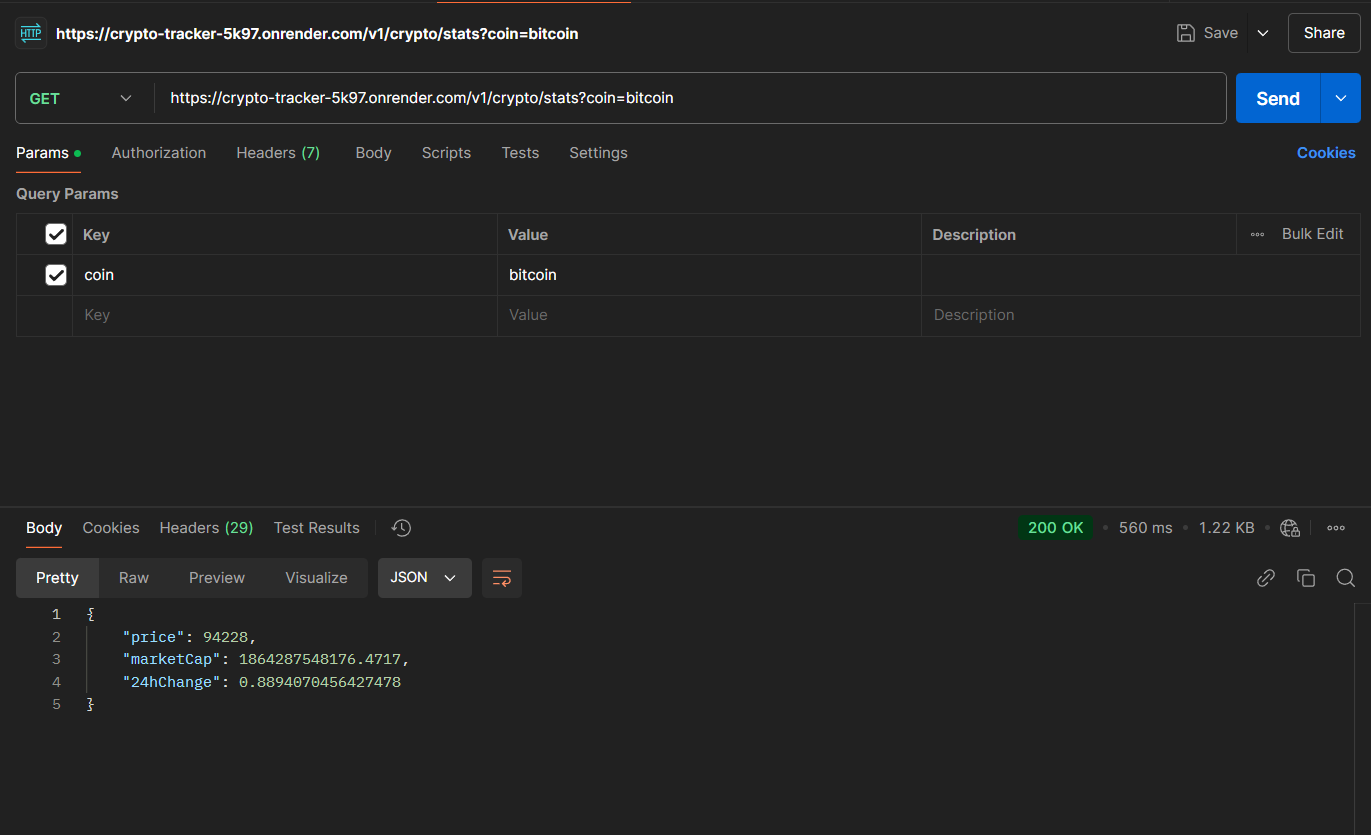 HTTP https://crypto-tracker-5k97.onrender.com/v1/crypto/stats?coin=bitcoin Save Share
GET https://crypto-tracker-5k97.onrender.com/v1/crypto/stats?coin=bitcoin Send
Params Authorization Headers (7) Body Scripts Tests Settings Cookies
Query Params
Key Value Description Bulk Edit
coin bitcoin
Key Value Description
Body Cookies Headers (29) Test Results 200 OK 560 ms 1.22 KB
Pretty Raw Preview Visualize JSON
1 {
2 "price": 94228,
3 "marketCap": 1864287548176.4717,
4 "24hChange": 0.8894070456427478
5 }